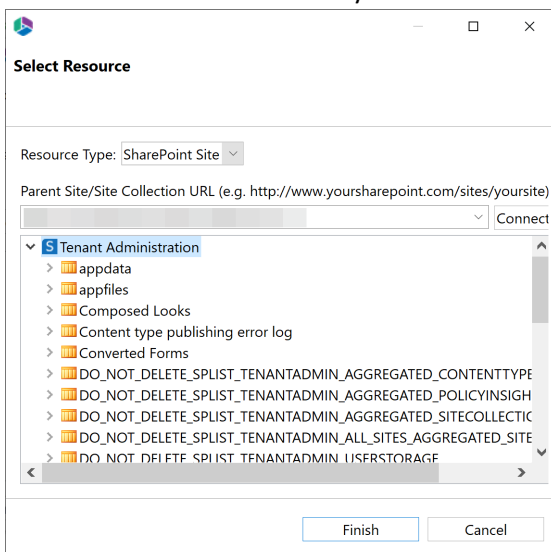 Select Resource
Resource Type: SharePoint Site
Parent Site/Site Collection URL (e.g. http://www.yoursharepoint.com/sites/yoursite)
Connect
Tenant Administration
appdata
appfiles
Composed Looks
Content type publishing error log
Converted Forms
DO_NOT_DELETE_SPLIST_TENANTADMIN_AGGREGATED_CONTENTTYPE
DO_NOT_DELETE_SPLIST_TENANTADMIN_AGGREGATED_POLICYINSIGH
DO_NOT_DELETE_SPLIST_TENANTADMIN_AGGREGATED_SITECOLLECTIC
DO_NOT_DELETE_SPLIST_TENANTADMIN_ALL_SITES_AGGREGATED_SITE
DO_NOT_DELETE_SPLIST_TENANTADMIN_USERSTORAGE
Finish Cancel